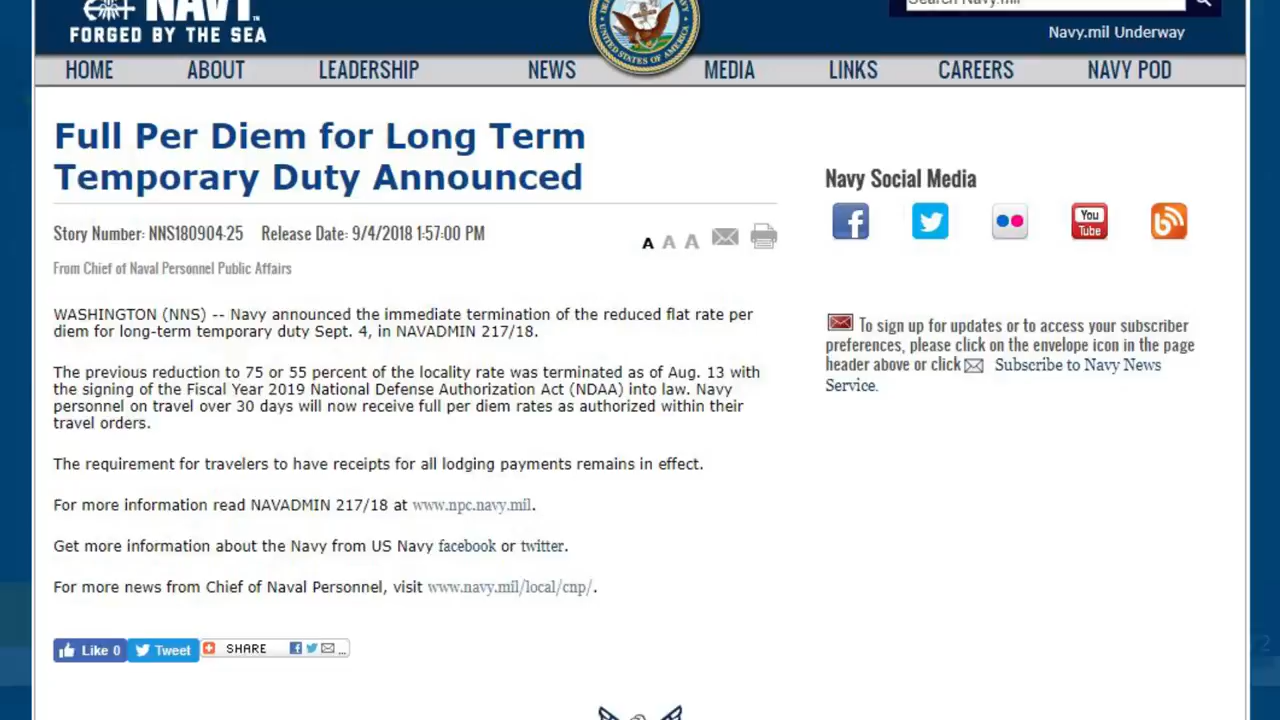 NAVY
FORGED BY THE SEA
Search Navy.mil
Navy.mil Underway
HOME ABOUT LEADERSHIP NEWS MEDIA LINKS CAREERS NAVY POD
UNITED STATES OF
Full Per Diem for Long Term
Temporary Duty Announced
Story Number: NNS180904-25 Release Date: 9/4/2018 1:57:00 PM
A A A
From Chief of Naval Personnel Public Affairs
WASHINGTON (NNS) -- Navy announced the immediate termination of the reduced flat rate per
diem for long-term temporary duty Sept. 4, in NAVADMIN 217/18.
The previous reduction to 75 or 55 percent of the locality rate was terminated as of Aug. 13 with
the signing of the Fiscal Year 2019 National Defense Authorization Act (NDAA) into law. Navy
personnel on travel over 30 days will now receive full per diem rates as authorized within their
travel orders.
The requirement for travelers to have receipts for all lodging payments remains in effect.
For more information read NAVADMIN 217/18 at www.npc.navy.mil.
Get more information about the Navy from US Navy facebook or twitter.
For more news from Chief of Naval Personnel, visit www.navy.mil/local/cnp/.
Like 0 Tweet SHARE ...
Navy Social Media
You
Tube
To sign up for updates or to access your subscriber
preferences, please click on the envelope icon in the page
header above or click Subscribe to Navy News
Service.